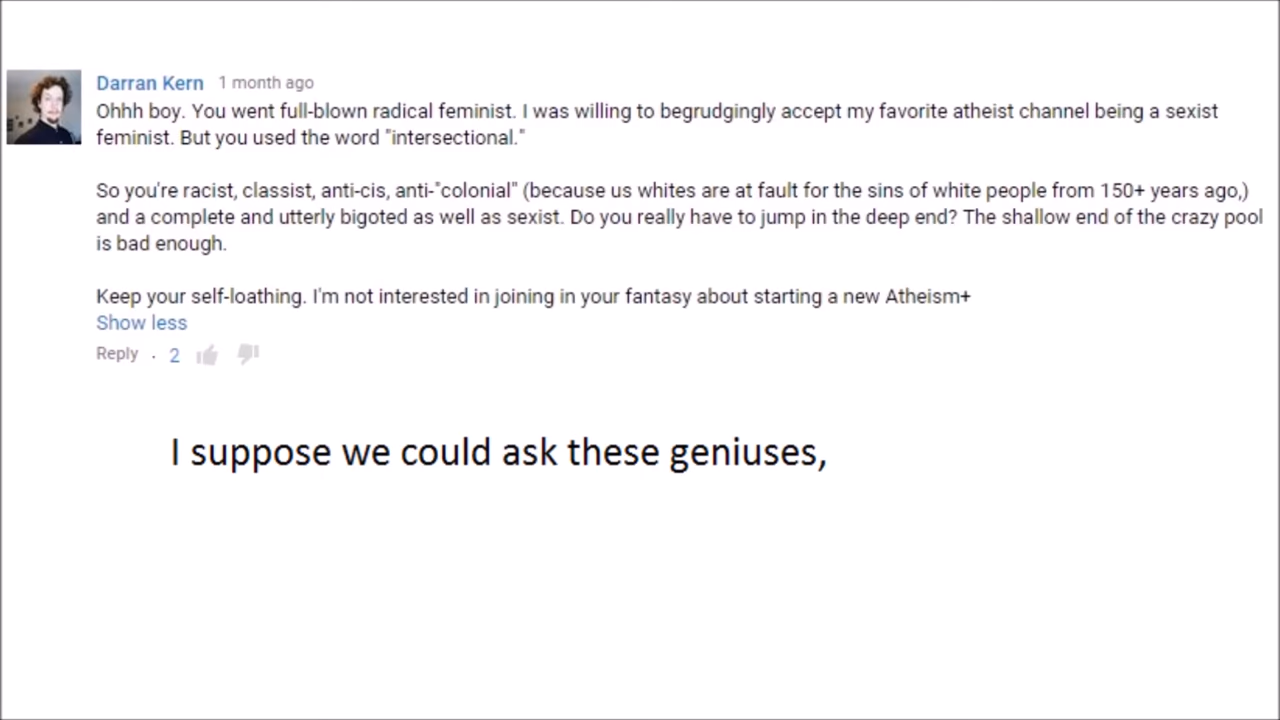 Darran Kern 1 month ago
Ohhh boy. You went full-blown radical feminist. I was willing to begrudgingly accept my favorite atheist channel being a sexist
feminist. But you used the word "intersectional."
So you're racist, classist, anti-cis, anti-"colonial" (because us whites are at fault for the sins of white people from 150+ years ago,)
and a complete and utterly bigoted as well as sexist. Do you really have to jump in the deep end? The shallow end of the crazy pool
is bad enough.
Keep your self-loathing. I'm not interested in joining in your fantasy about starting a new Atheism+
Show less
Reply · 2
I suppose we could ask these geniuses,